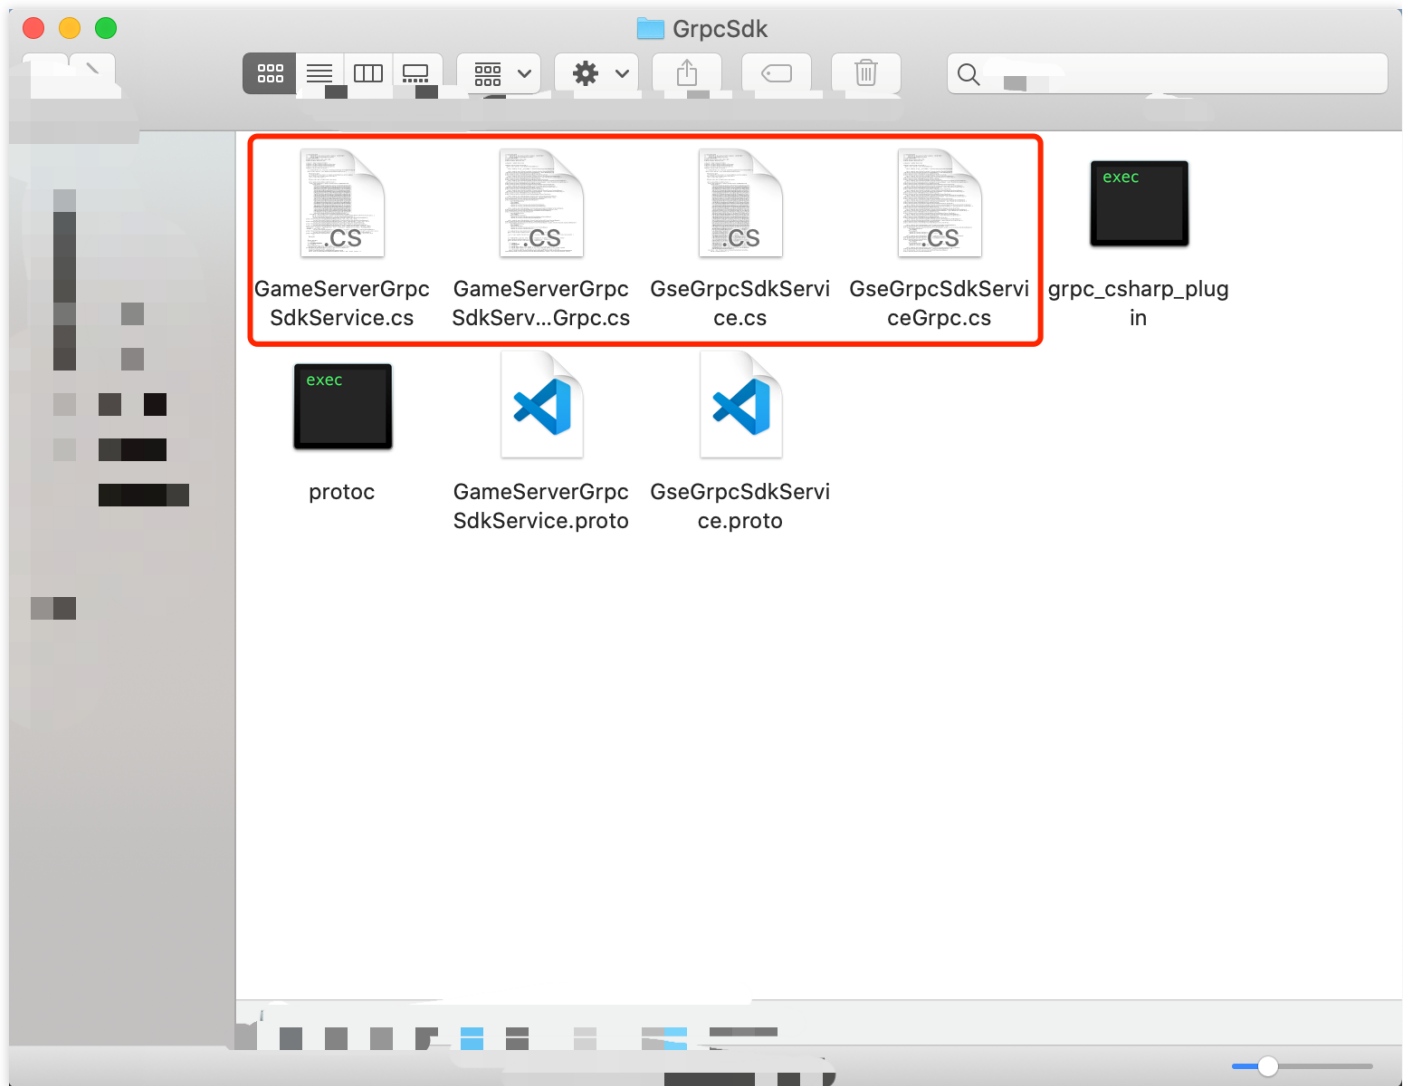 GrpcSdk
.CS
.CS
.CS
.CS
exec
GameServerGrpc
SdkService.cs
GameServerGrpc
SdkServ...Grpc.cs
GseGrpcSdkServi
ce.cs
GseGrpcSdkServi
ceGrpc.cs
grpc_csharp_plug
in
exec
protoc
GameServerGrpc
SdkService.proto
GseGrpcSdkServi
ce.proto